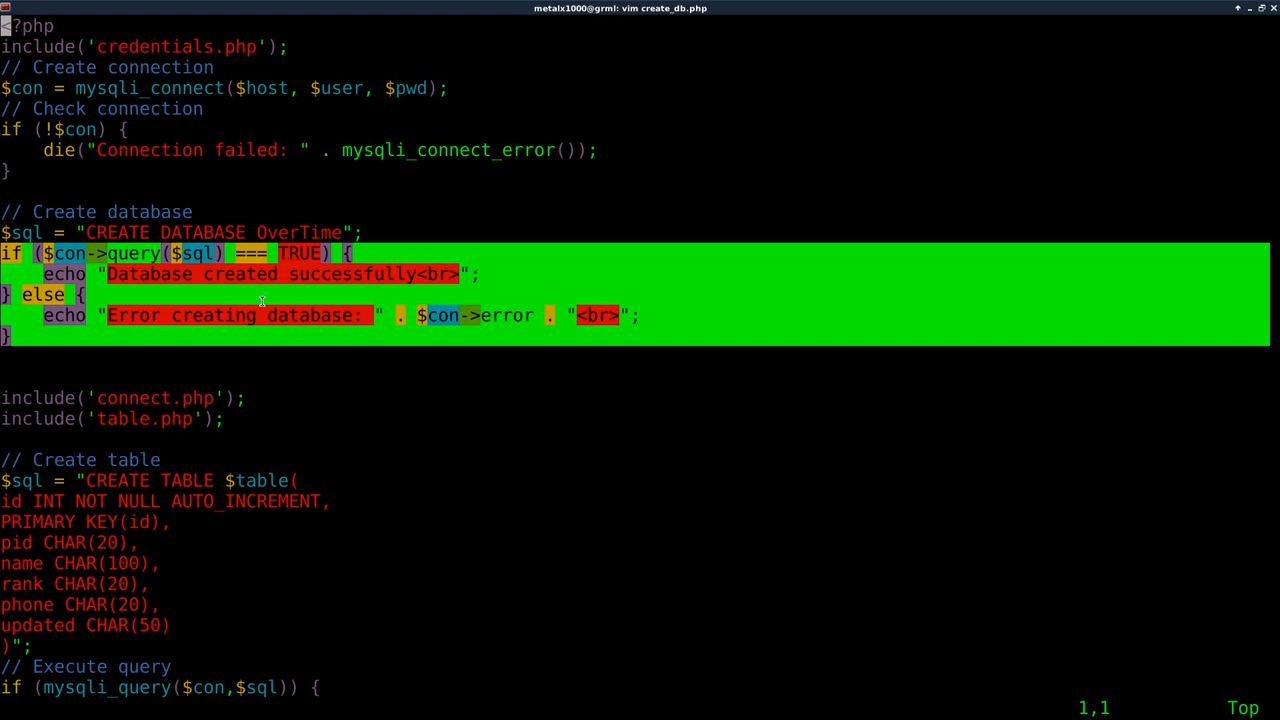 metalx1000@grml: vim create_db.php
<?php
include('credentials.php');
// Create connection
$con = mysqli_connect($host, $user, $pwd);
// Check connection
if (!$con) {
    die("Connection failed: " . mysqli_connect_error());
}
// Create database
$sql = "CREATE DATABASE OverTime";
if ($con->query($sql) === TRUE) {
    echo "Database created successfully<br>";
} else {
    echo "Error creating database: " . $con->error . "<br>";
}
include('connect.php');
include('table.php');
// Create table
$sql = "CREATE TABLE $table(
id INT NOT NULL AUTO_INCREMENT,
PRIMARY KEY(id),
pid CHAR(20),
name CHAR(100),
rank CHAR(20),
phone CHAR(20),
updated CHAR(50)
)";
// Execute query
if (mysqli_query($con,$sql)) {
1,1 Top